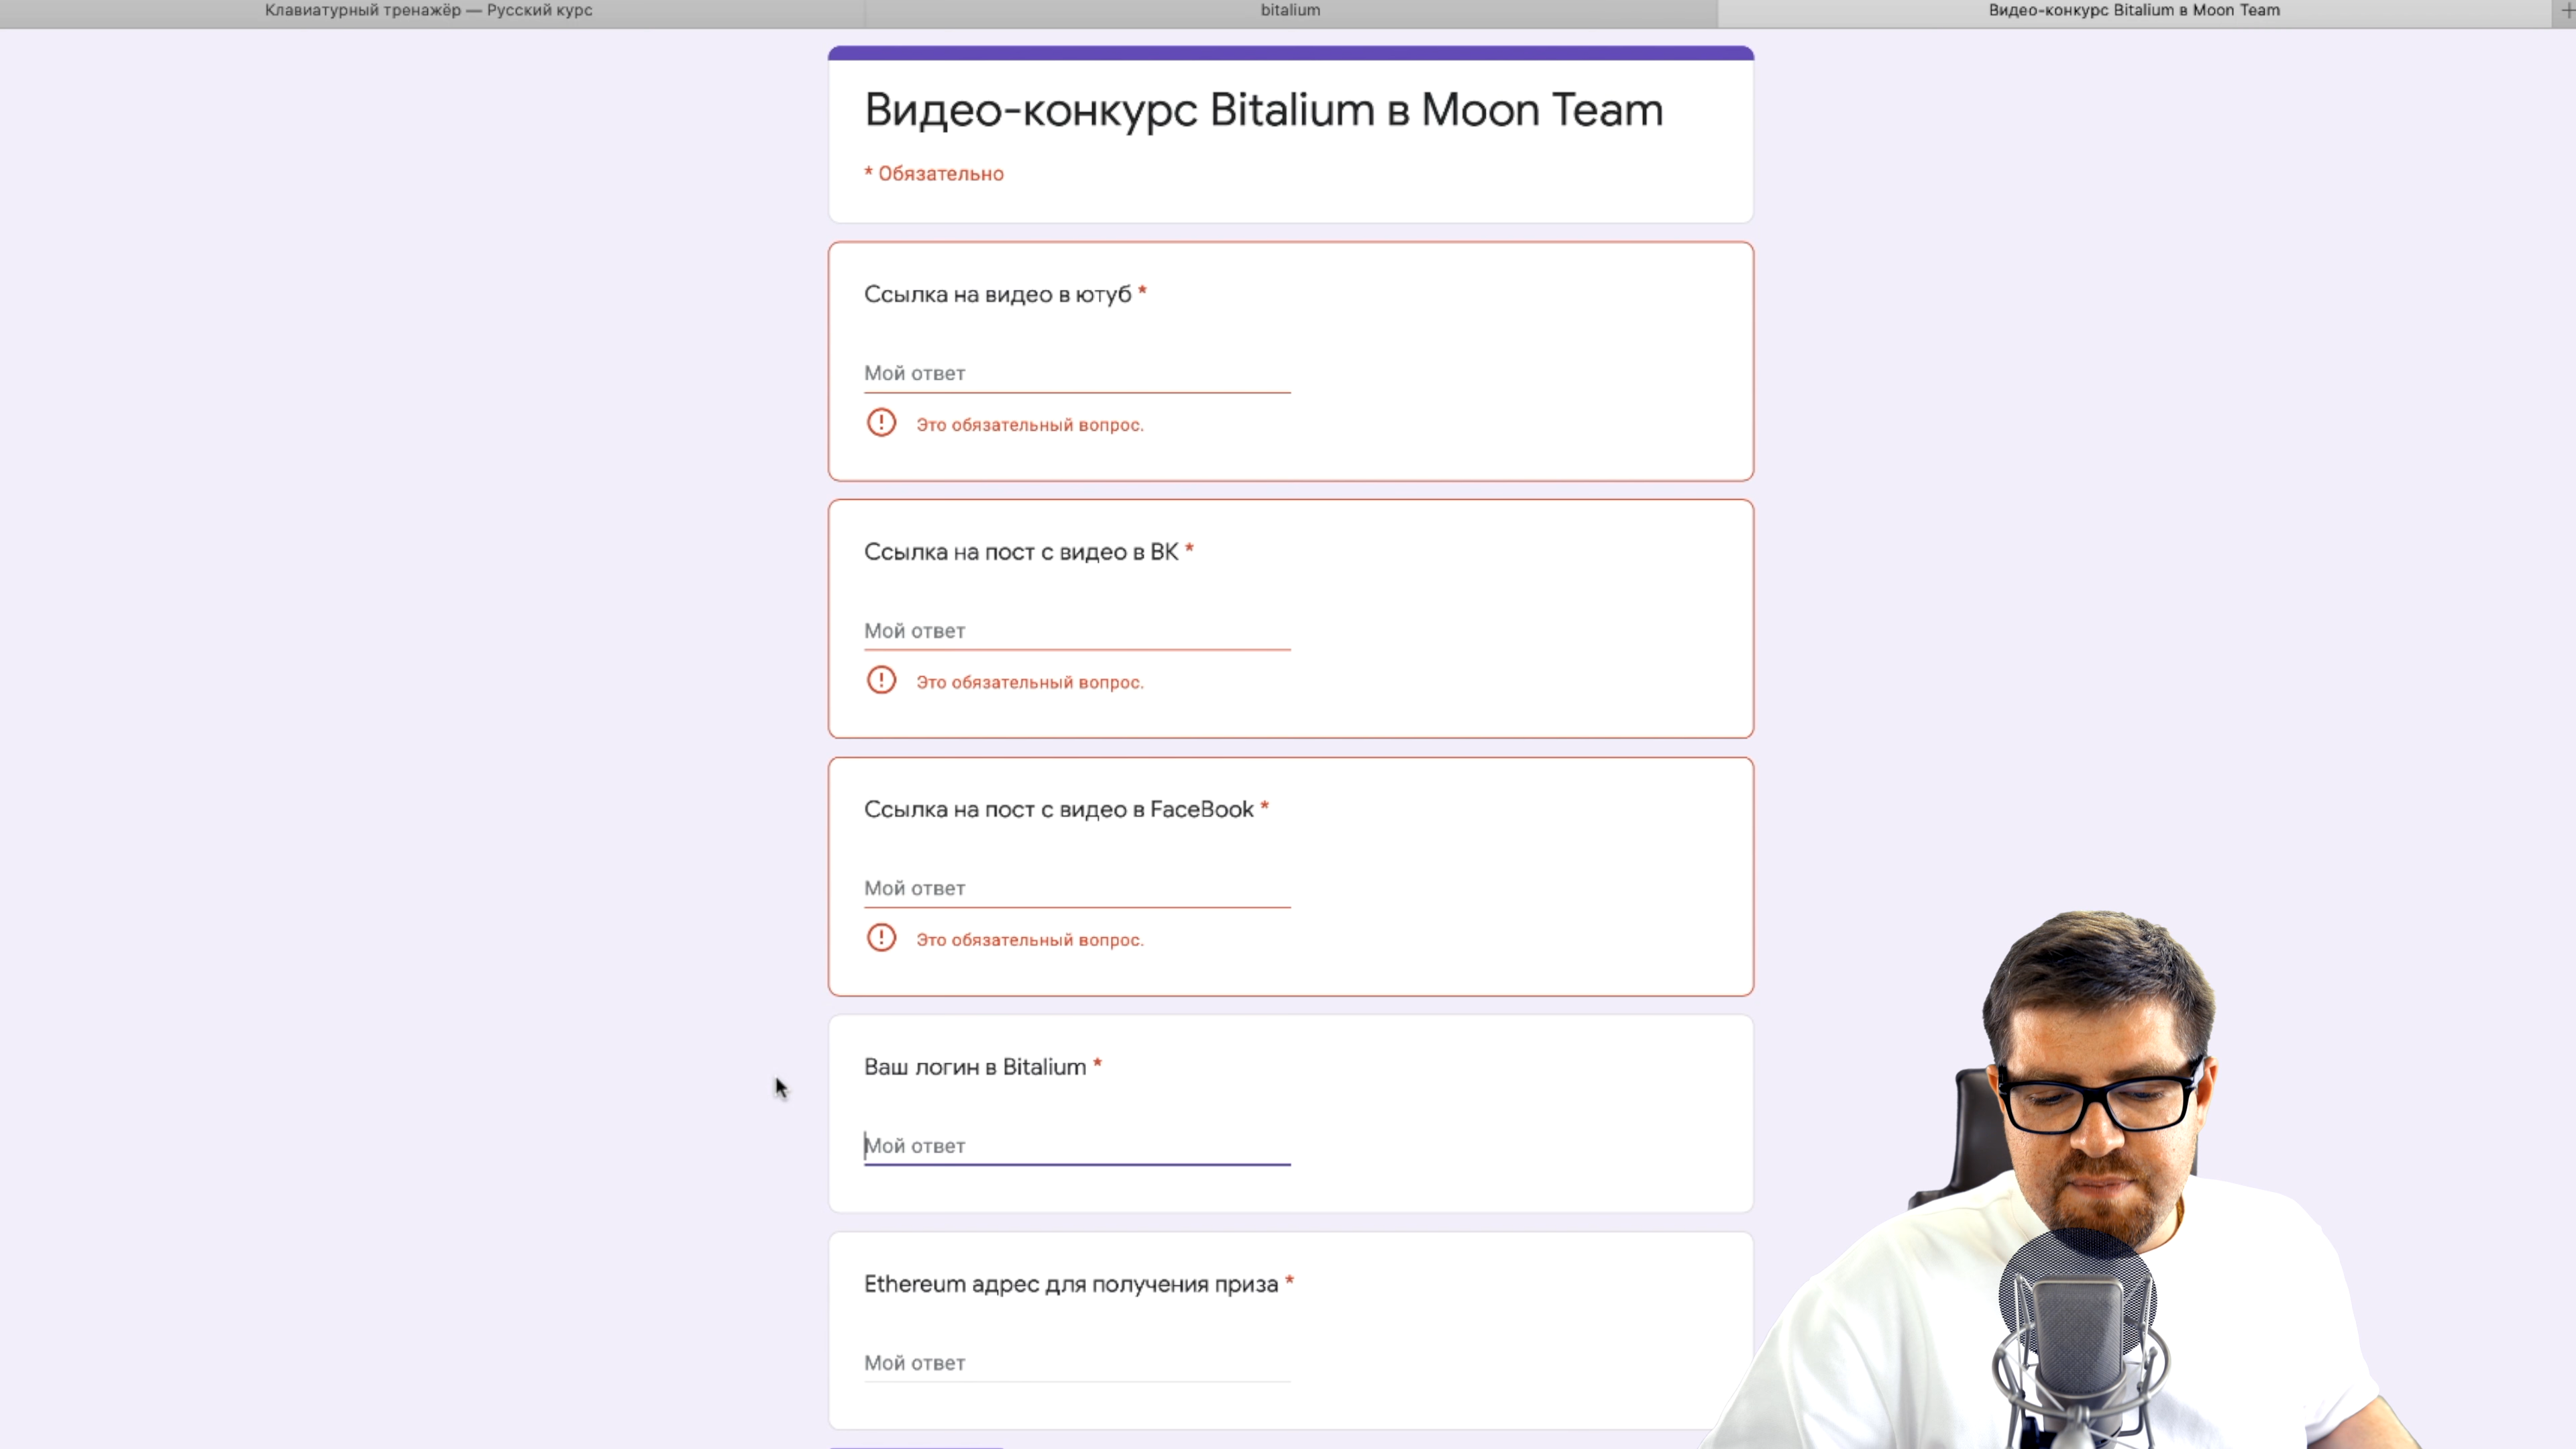 Клавиатурный тренажёр — Русский курс
bitalium
Видео-конкурс Bitalium в Moon Team
Видео-конкурс Bitalium в Moon Team
* Обязательно
Ссылка на видео в ютуб *
Мой ответ
Это обязательный вопрос.
Ссылка на пост с видео в ВК *
Мой ответ
Это обязательный вопрос.
Ссылка на пост с видео в FaceBook *
Мой ответ
Это обязательный вопрос.
Ваш логин в Bitalium *
Мой ответ
Ethereum адрес для получения приза *
Мой ответ